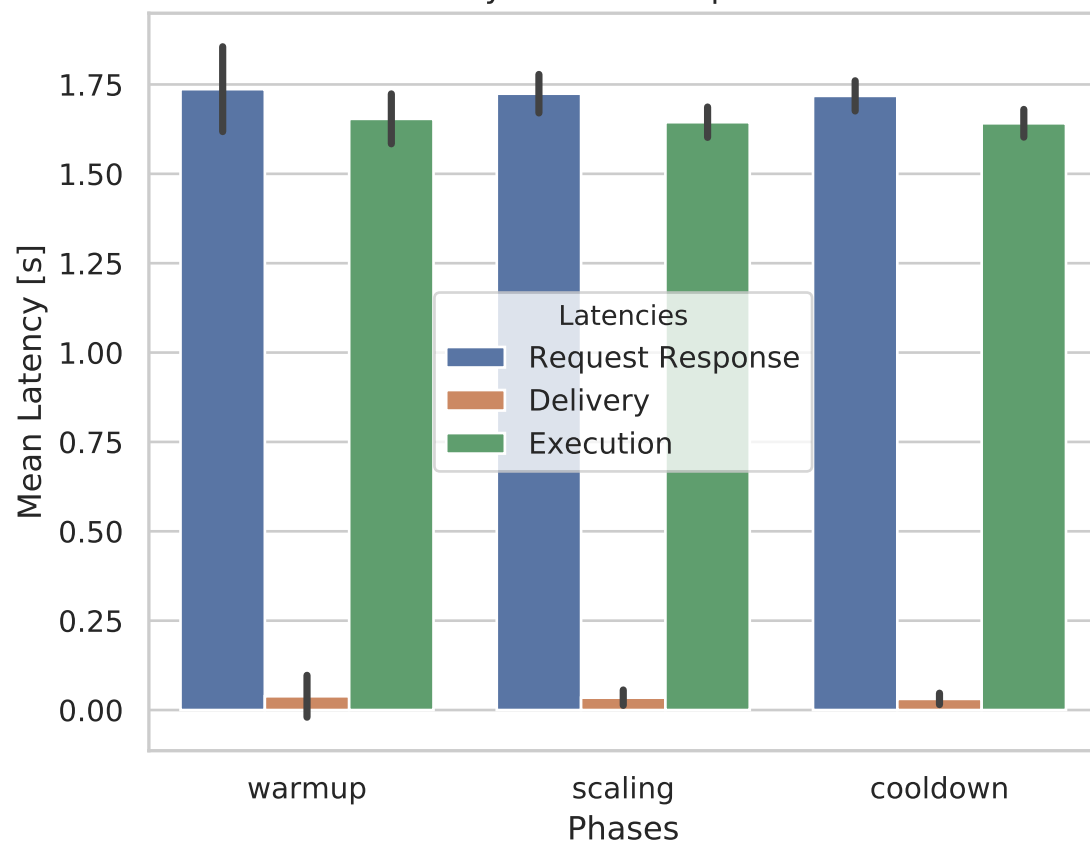 Mean Latency [s]
1.75
1.50
1.25
1.00
0.75
0.50
0.25
0.00
Latencies
Request Response
Delivery
Execution
warmup
scaling
cooldown
Phases